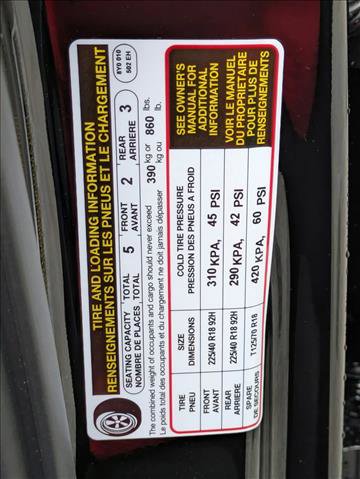 TIRE AND LOADING INFORMATION
RENSEIGNEMENTS SUR LES PNEUS ET LE CHARGEMENT
8Y0 010
502 EH
SEATING CAPACITY TOTAL 5 FRONT 2 REAR 3
NOMBRE DE PLACES TOTAL AVANT ARRIERE
The combined weight of occupants and cargo should never exceed 390 kg or 860 lbs.
Le poids total des occupants et du chargement ne doit jamais dépasser kg ou lb.
TIRE SIZE COLD TIRE PRESSURE
PNEU DIMENSIONS PRESSION DES PNEUS A FROID
FRONT
AVANT 225/40 R18 92H 310 KPA, 45 PSI
REAR
ARRIERE 225/40 R18 92H 290 KPA, 42 PSI
SPARE
DE SECOURS T125/70 R18 420 KPA, 60 PSI
SEE OWNER'S
MANUAL FOR
ADDITIONAL
INFORMATION
VOIR LE MANUEL
DU PROPRIETAIRE
POUR PLUS DE
RENSEIGNEMENTS